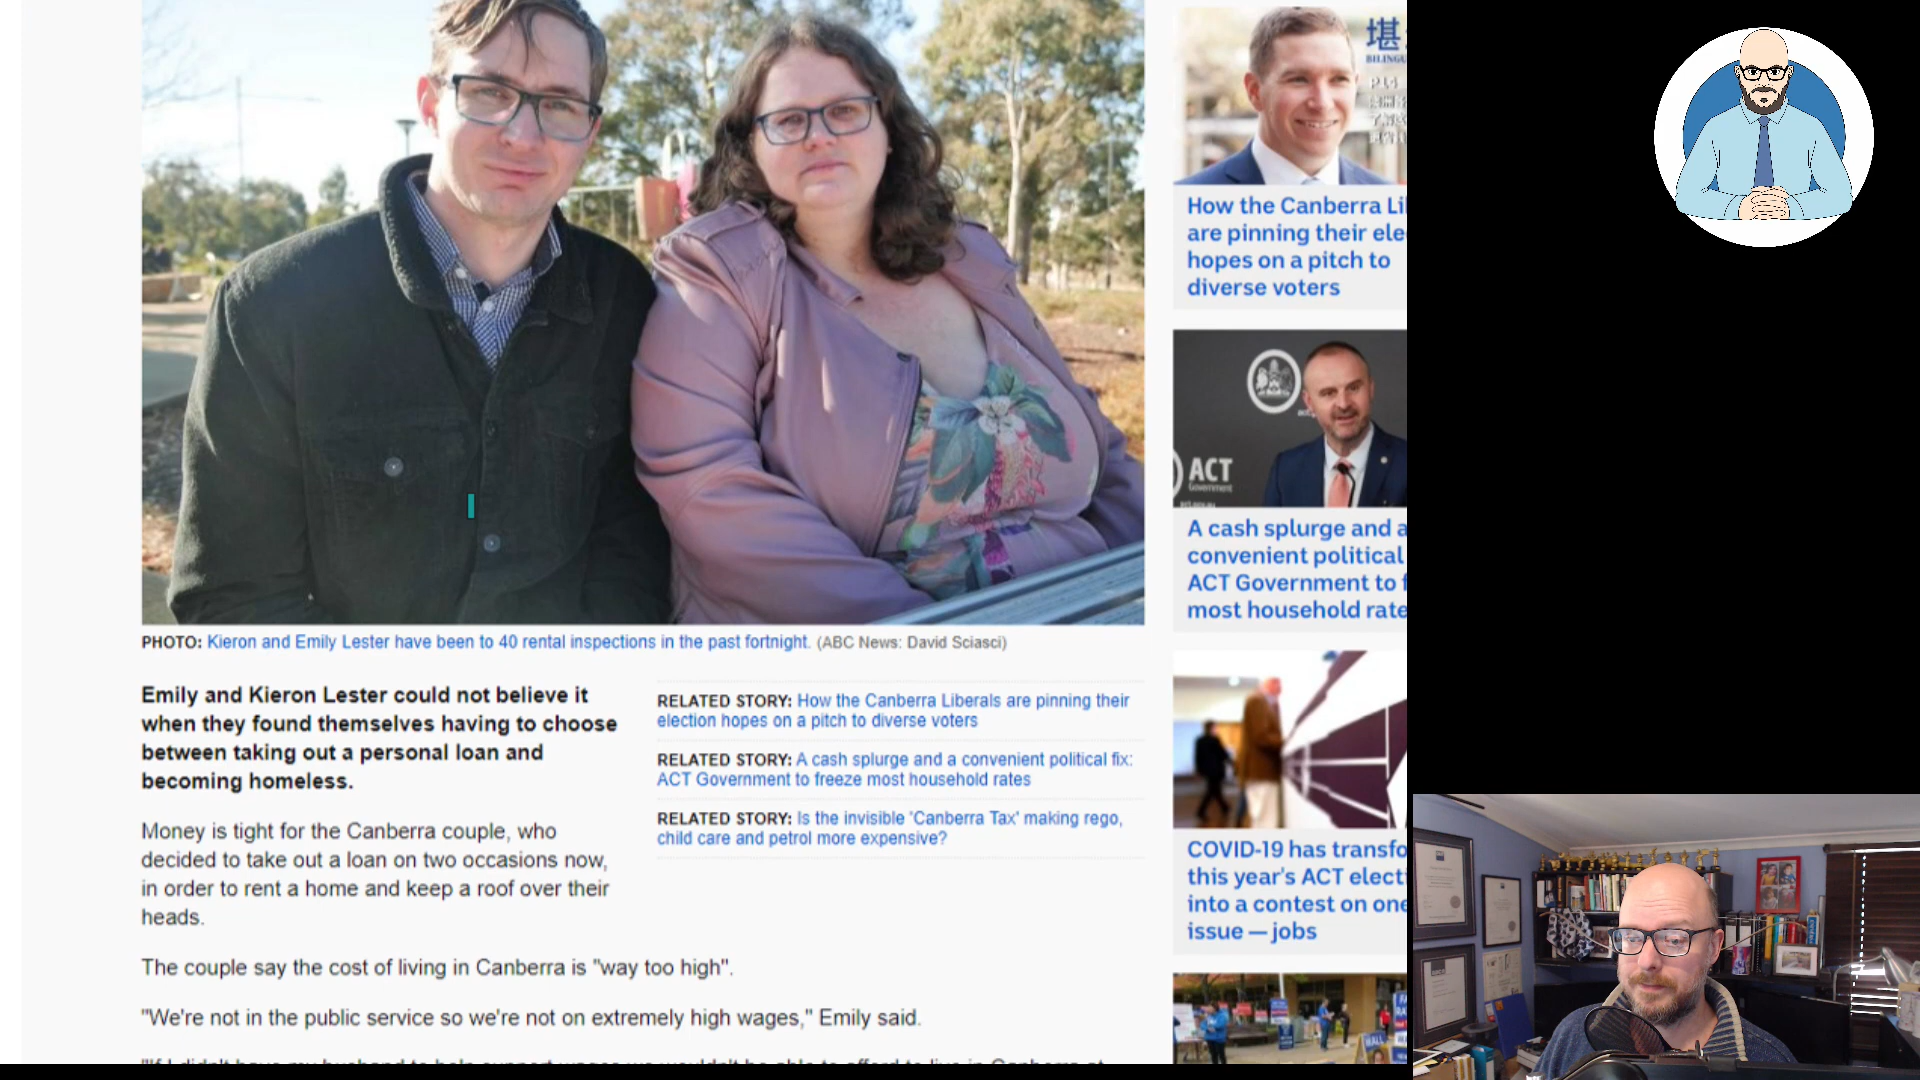 PHOTO: Kieron and Emily Lester have been to 40 rental inspections in the past fortnight. (ABC News: David Sciasci)
Emily and Kieron Lester could not believe it
when they found themselves having to choose
between taking out a personal loan and
becoming homeless.
Money is tight for the Canberra couple, who
decided to take out a loan on two occasions now,
in order to rent a home and keep a roof over their
heads.
The couple say the cost of living in Canberra is "way too high".
"We're not in the public service so we're not on extremely high wages," Emily said.
RELATED STORY: How the Canberra Liberals are pinning their
election hopes on a pitch to diverse voters
RELATED STORY: A cash splurge and a convenient political fix:
ACT Government to freeze most household rates
RELATED STORY: Is the invisible 'Canberra Tax' making rego,
child care and petrol more expensive?
堪
BILINGU
How the Canberra Li
are pinning their ele
hopes on a pitch to
diverse voters
ACT
Government
A cash splurge and a
convenient political
ACT Government to f
most household rate
COVID-19 has transfo
this year's ACT elect
into a contest on one
issue — jobs